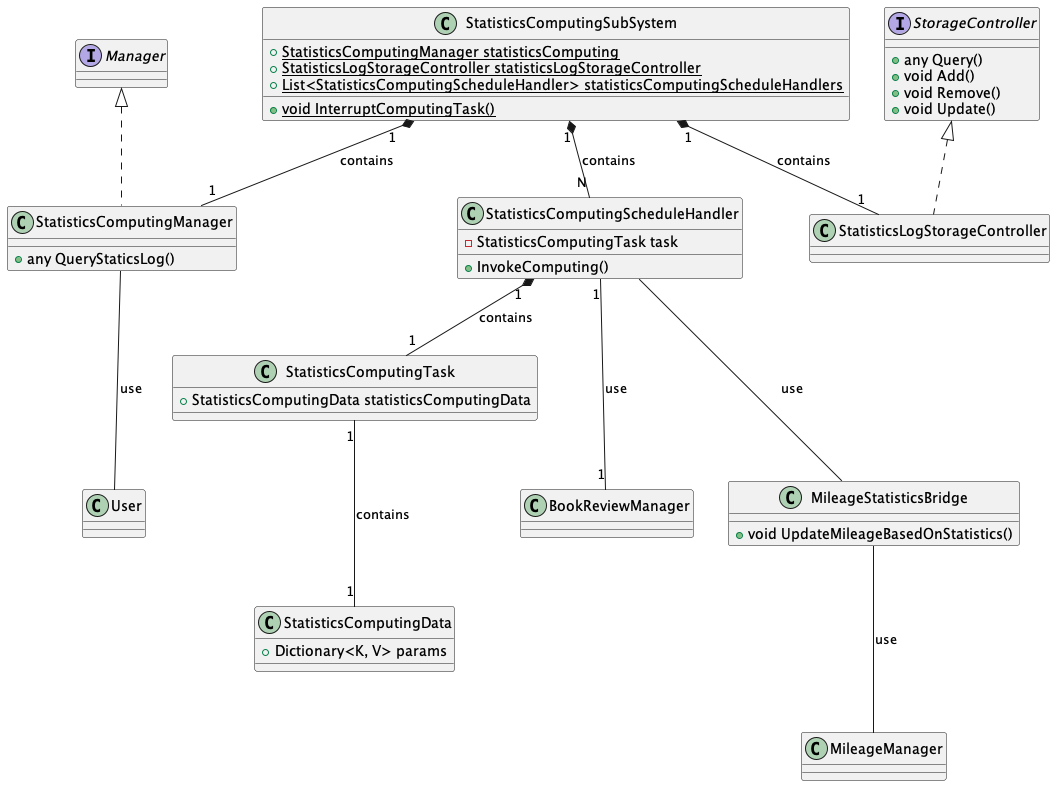 I Manager
C StatisticsComputingSubSystem
StatisticsComputingManager statisticsComputing
StatisticsLogStorageController statisticsLogStorageController
List<StatisticsComputingScheduleHandler> statisticsComputingScheduleHandlers
void InterruptComputingTask()
I StorageController
any Query()
void Add()
void Remove()
void Update()
1
contains
1
1
contains
N
1
contains
1
C StatisticsComputingManager
any QueryStaticsLog()
C StatisticsComputingScheduleHandler
StatisticsComputingTask task
InvokeComputing()
C StatisticsLogStorageController
1
contains
1
1
use
1
use
use
C StatisticsComputingTask
StatisticsComputingData statisticsComputingData
1
contains
1
C User
C BookReviewManager
C MileageStatisticsBridge
void UpdateMileageBasedOnStatistics()
C StatisticsComputingData
Dictionary<K, V> params
use
C MileageManager